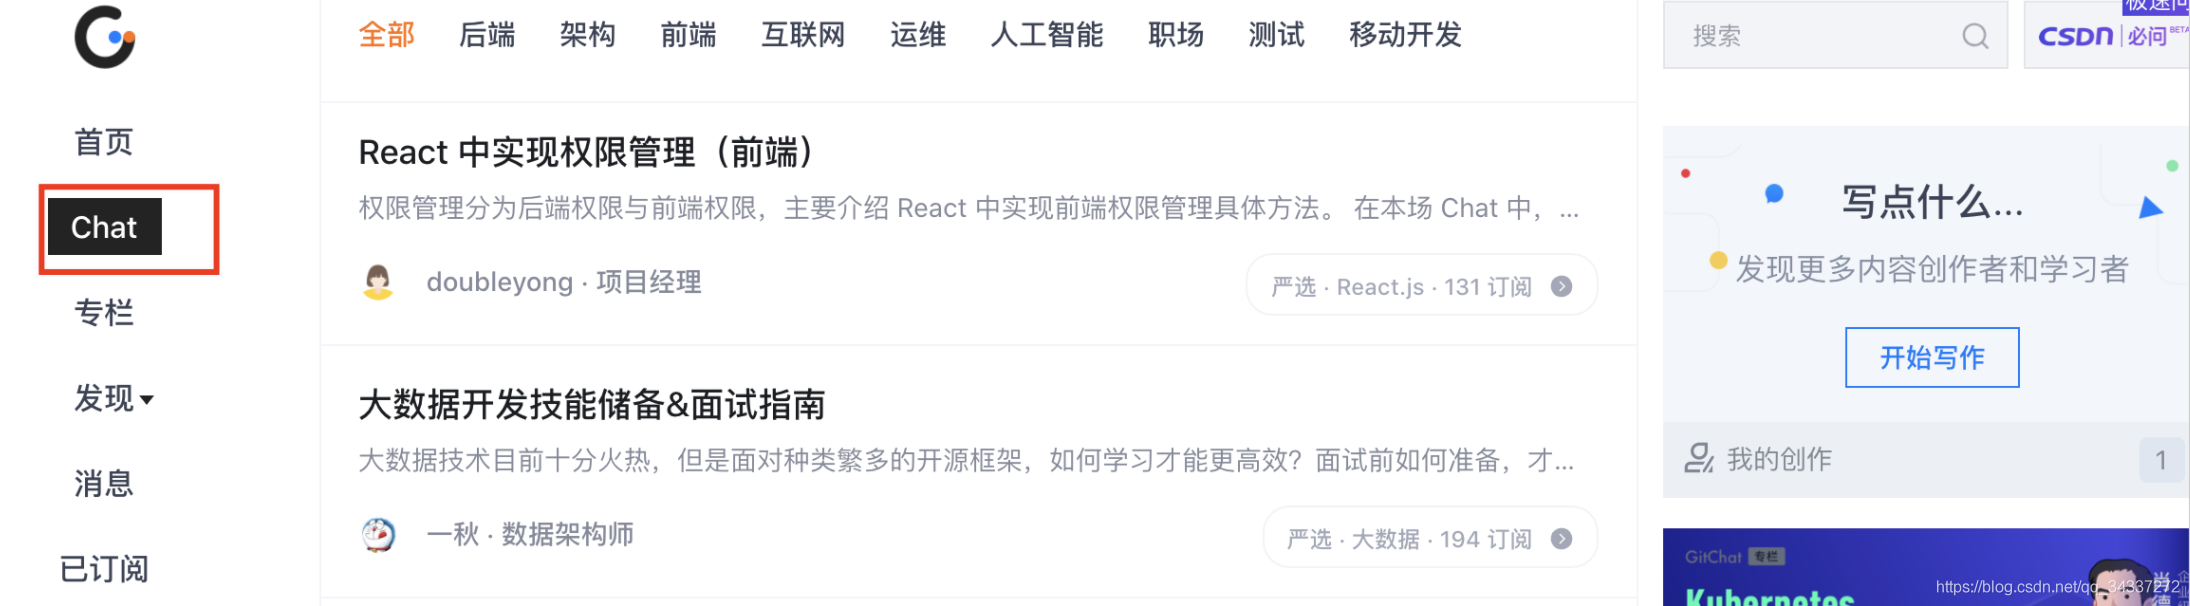 首页
Chat
专栏
发现
消息
已订阅
全部 后端 架构 前端 互联网 运维 人工智能 职场 测试 移动开发
React 中实现权限管理（前端）
权限管理分为后端权限与前端权限，主要介绍 React 中实现前端权限管理具体方法。 在本场 Chat 中，...
doubleyong · 项目经理
严选 · React.js · 131 订阅
大数据开发技能储备&面试指南
大数据技术目前十分火热，但是面对种类繁多的开源框架，如何学习才能更高效？面试前如何准备，才...
一秋 · 数据架构师
严选 · 大数据 · 194 订阅
搜索
极速问
CSDN 必问 BETA
写点什么...
发现更多内容创作者和学习者
开始写作
我的创作 1
GitChat 专栏
Kubernetes
https://blog.csdn.net/qq_34337272